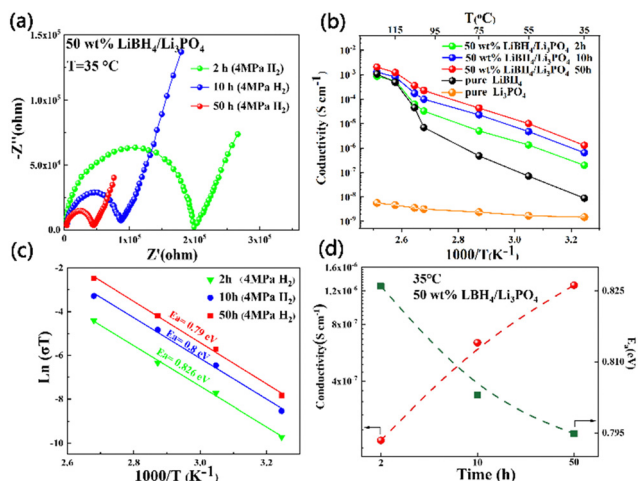 (a)
-1.5x10⁵
-1.0x10⁵
-5.0x10⁴
0.0
0
1x10⁵
2x10⁵
3x10⁵
-Z''(ohm)
Z'(ohm)
50 wt% LiBH₄/Li₃PO₄
T=35 °C
2 h (4MPa H₂)
10 h (4MPa H₂)
50 h (4MPa H₂)
(b)
T(°C)
115
95
75
55
35
10⁻²
10⁻³
10⁻⁴
10⁻⁵
10⁻⁶
10⁻⁷
10⁻⁸
10⁻⁹
Coductivity (S cm⁻¹)
50 wt% LiBH₄/Li₃PO₄ 2h
50 wt% LiBH₄/Li₃PO₄ 10h
50 wt% LiBH₄/Li₃PO₄ 50h
pure LiBH₄
pure Li₃PO₄
2.6
2.8
3.0
3.2
1000/T(K⁻¹)
(c)
-2
-4
-6
-8
-10
Ln (σT)
2h (4MPa H₂)
10h (4MPa H₂)
50h (4MPa H₂)
Ea= 0.79 eV
Ea= 0.8 eV
Ea= 0.826 eV
2.6
2.8
3.0
3.2
1000/T (K⁻¹)
(d)
1.6x10⁻⁶
1.2x10⁻⁶
8x10⁻⁷
4x10⁻⁷
Conductivity(S cm⁻¹)
35°C
50 wt% LBH₄/Li₃PO₄
0.825
0.810
0.795
Eₐ(eV)
2
10
50
Time (h)